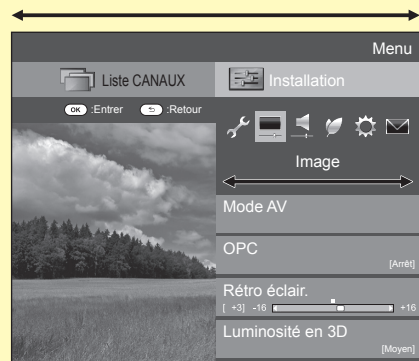 Menu
Liste CANAUX
Installation
OK :Entrer :Retour
Image
Mode AV
OPC
[Arrêt]
Rétro éclair.
[ +3] -16 +16
Luminosité en 3D
[Moyen]